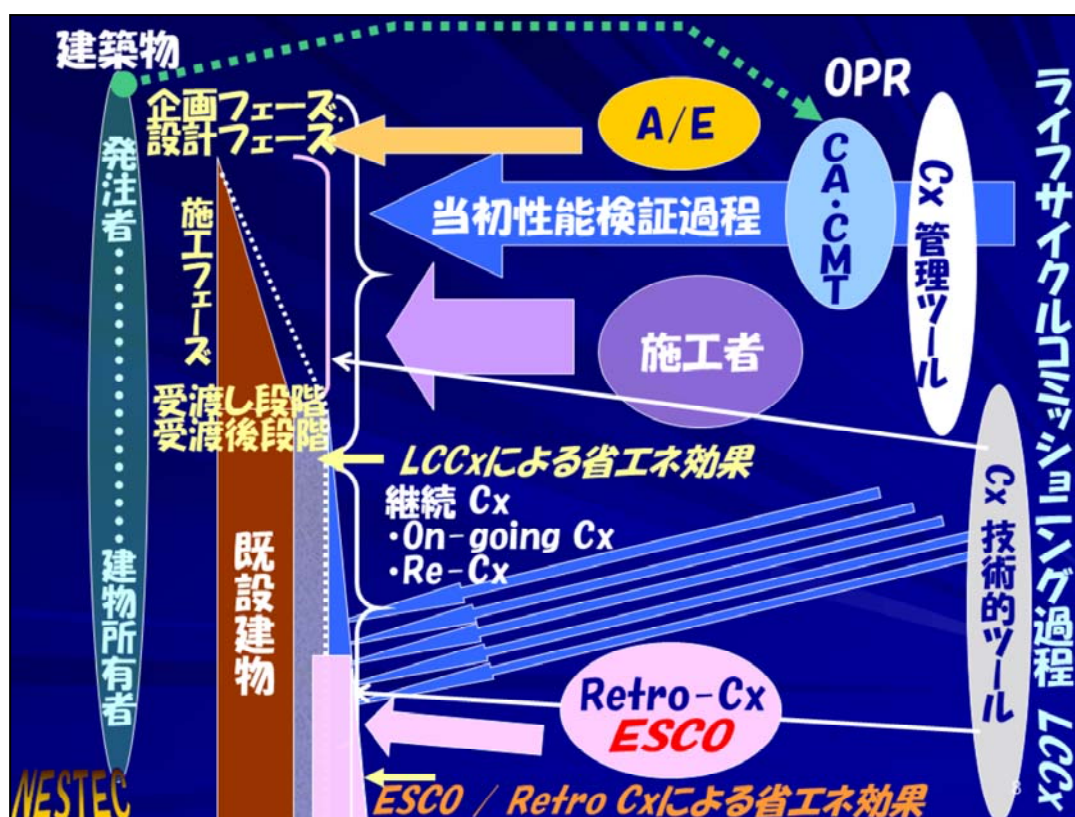 建築物
OPR
企画フェーズ,
設計フェーズ
A/E
CA・CMT
Cx 管理ツール
ライフサイクルコミッショニング過程 LCCx
発注者・・・・・・・・・・建物所有者
施工フェーズ
当初性能検証過程
施工者
受渡し段階
受渡後段階
LCCxによる省エネ効果
継続 Cx
・On-going Cx
・Re-Cx
既設建物
Cx 技術的ツール
Retro-Cx
ESCO
ESCO / Retro Cxによる省エネ効果
NESTEC
8